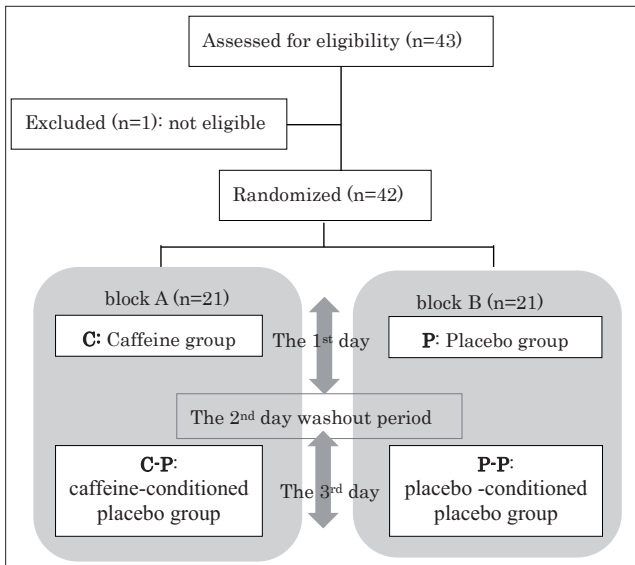 Assessed for eligibility (n=43)
Excluded (n=1): not eligible
Randomized (n=42)
block A (n=21)
block B (n=21)
C: Caffeine group
The 1st day
P: Placebo group
The 2nd day washout period
C-P:
caffeine-conditioned
placebo group
The 3rd day
P-P:
placebo -conditioned
placebo group